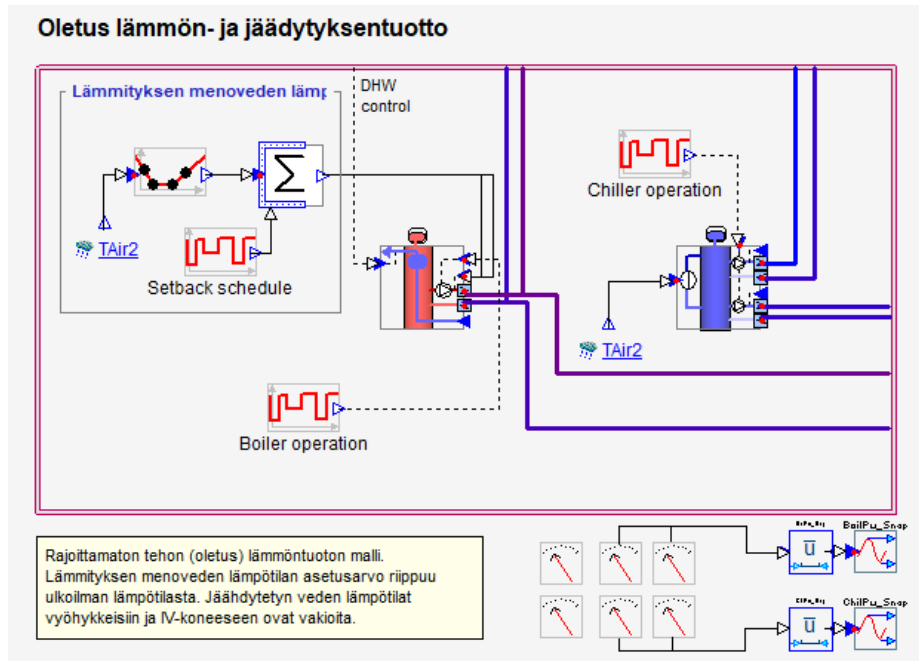 Oletus lämmön- ja jäädytyksentuotto
Lämmityksen menoveden lämp
DHW
control
TAir2
Setback schedule
Chiller operation
TAir2
Boiler operation
Rajoittamaton tehon (oletus) lämmöntuoton malli.
Lämmityksen menoveden lämpötilan asetusarvo riippuu
ulkoilman lämpötilasta. Jäähdytetyn veden lämpötilat
vyöhykkeisiin ja IV-koneeseen ovat vakioita.
BoilPu_Snap
u
ChilPu_Snap
u